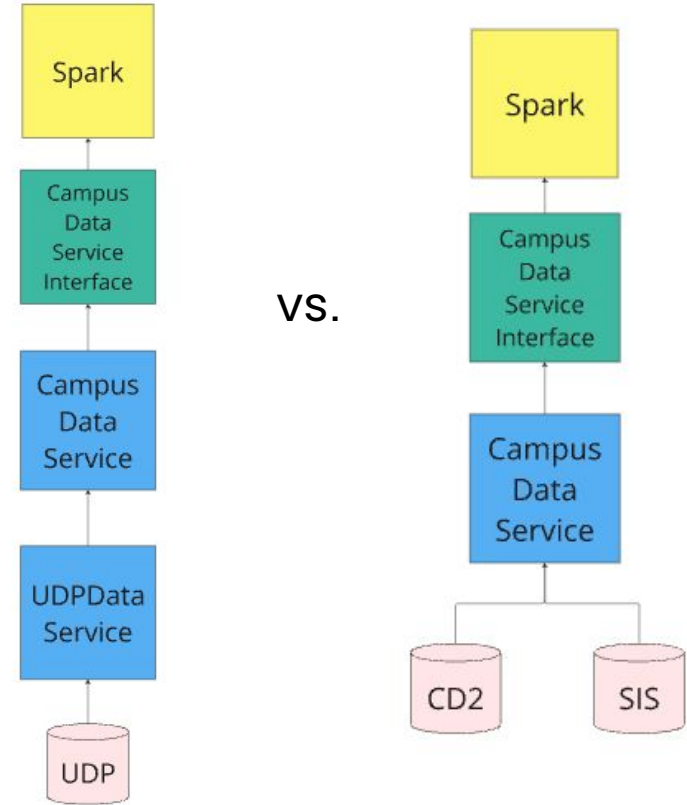 Spark
Campus
Data
Service
Interface
Campus
Data
Service
UDPData
Service
UDP
vs.
Spark
Campus
Data
Service
Interface
Campus
Data
Service
CD2
SIS